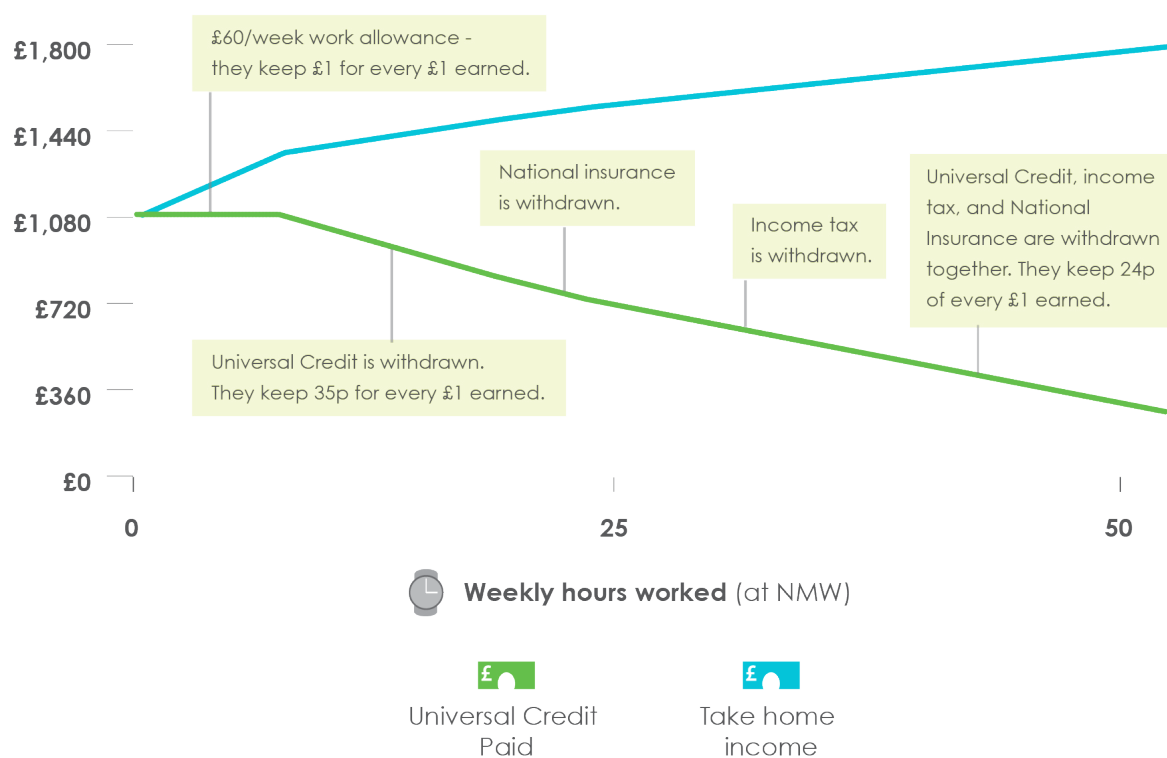 £60/week work allowance -
they keep £1 for every £1 earned.
£1,800
£1,440
£1,080
£720
£360
£0
National insurance
is withdrawn.
Income tax
is withdrawn.
Universal Credit, income
tax, and National
Insurance are withdrawn
together. They keep 24p
of every £1 earned.
Universal Credit is withdrawn.
They keep 35p for every £1 earned.
0
25
50
Weekly hours worked (at NMW)
£
Universal Credit
Paid
£
Take home
income